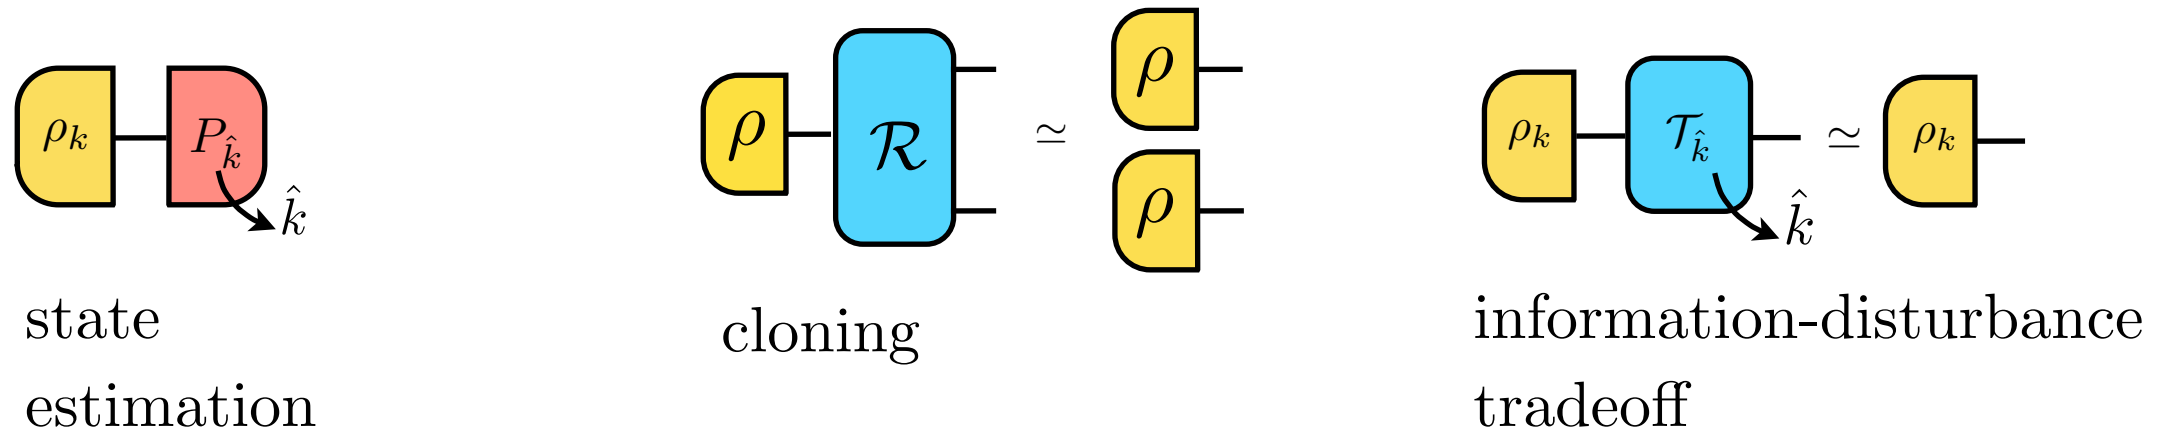 ρ_k P_k̂ k̂
state
estimation
ρ R ≃ ρ
ρ
cloning
ρ_k T_k̂ k̂ ≃ ρ_k
information-disturbance
tradeoff